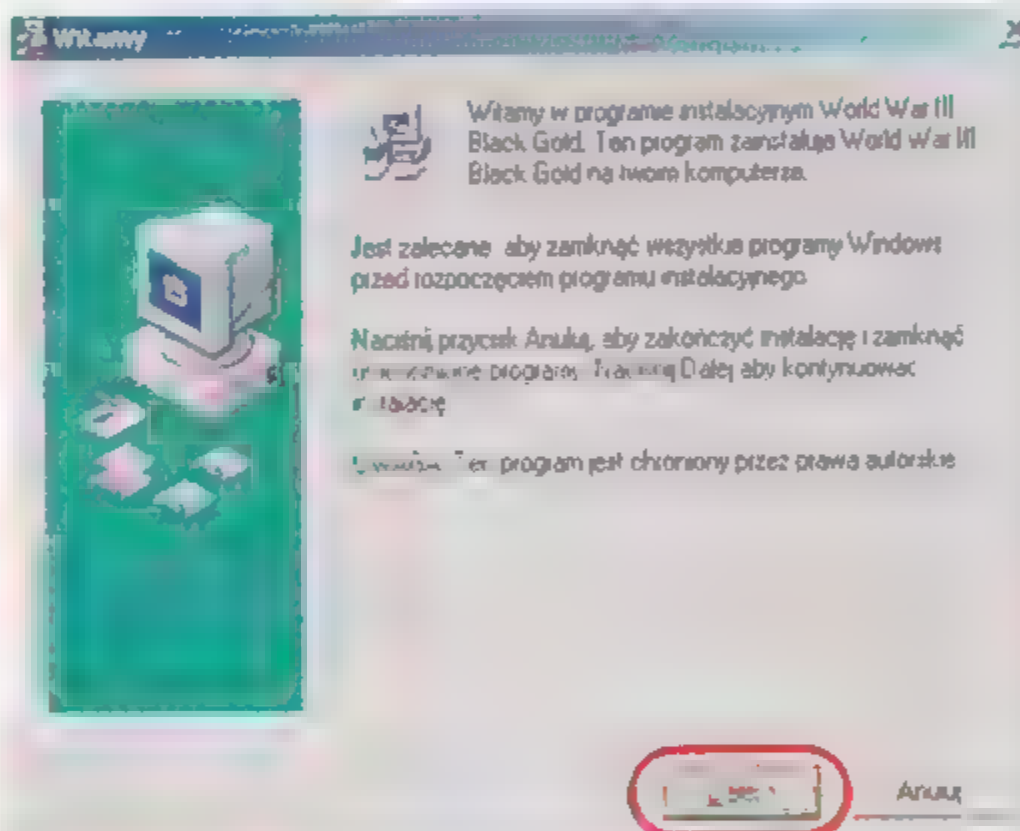 Witamy
Witamy w programie instalacyjnym World War III
Black Gold. Ten program zainstaluje World War III
Black Gold na twoim komputerze.
Jest zalecane aby zamknąć wszystkie programy Windows
przed rozpoczęciem programu instalacyjnego
Naciśnij przycisk Anuluj, aby zakończyć instalację i zamknąć
programy. Naciśnij Dalej aby kontynuować
instalację
Ten program jest chroniony przez prawa autorskie
Anuluj